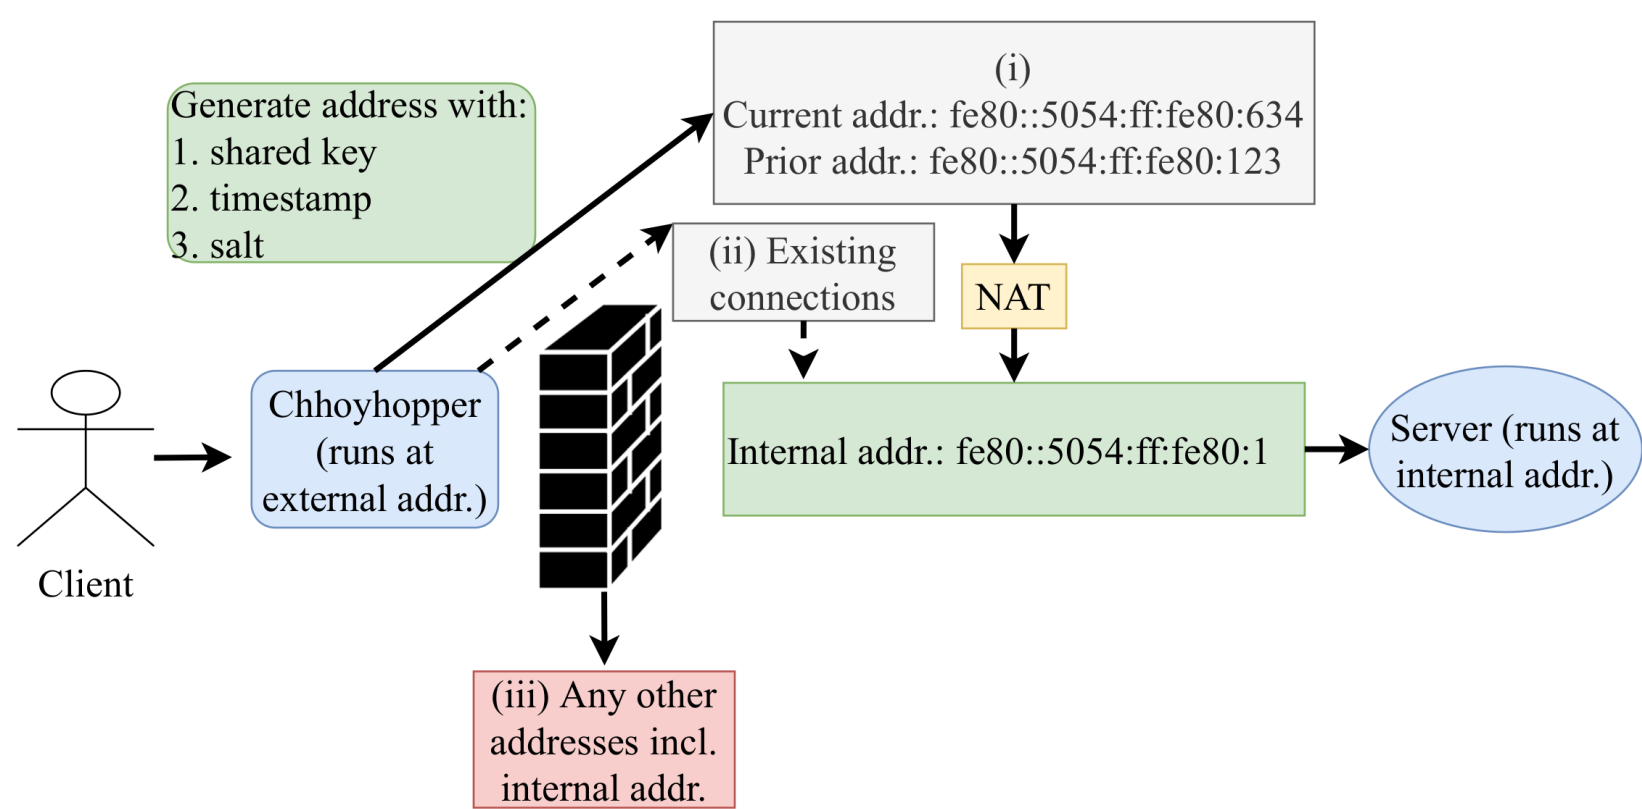 Generate address with:
1. shared key
2. timestamp
3. salt
(i)
Current addr.: fe80::5054:ff:fe80:634
Prior addr.: fe80::5054:ff:fe80:123
(ii) Existing
connections
NAT
Chhoyhopper
(runs at
external addr.)
Internal addr.: fe80::5054:ff:fe80:1
Server (runs at
internal addr.)
Client
(iii) Any other
addresses incl.
internal addr.